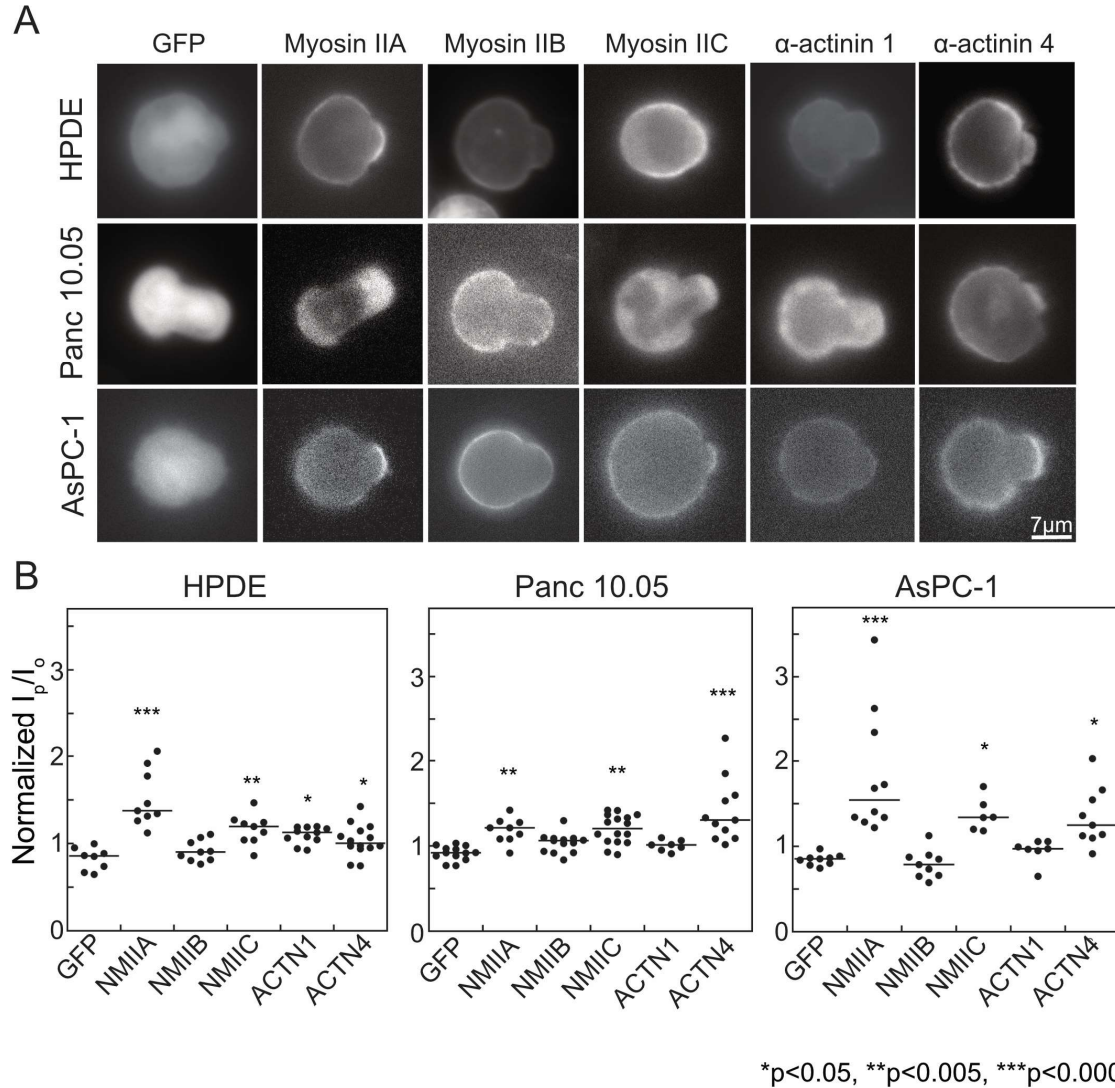 A
GFP Myosin IIA Myosin IIB Myosin IIC α-actinin 1 α-actinin 4
HPDE
Panc 10.05
AsPC-1
7μm
B
HPDE Panc 10.05 AsPC-1
Normalized Ip/Io
3 3 3
2 2 2
1 1 1
0 0 0
*** ** * *
** ** ***
*** * *
GFP NMIIA NMIIB NMIIC ACTN1 ACTN4 GFP NMIIA NMIIB NMIIC ACTN1 ACTN4 GFP NMIIA NMIIB NMIIC ACTN1 ACTN4
*p<0.05, **p<0.005, ***p<0.000